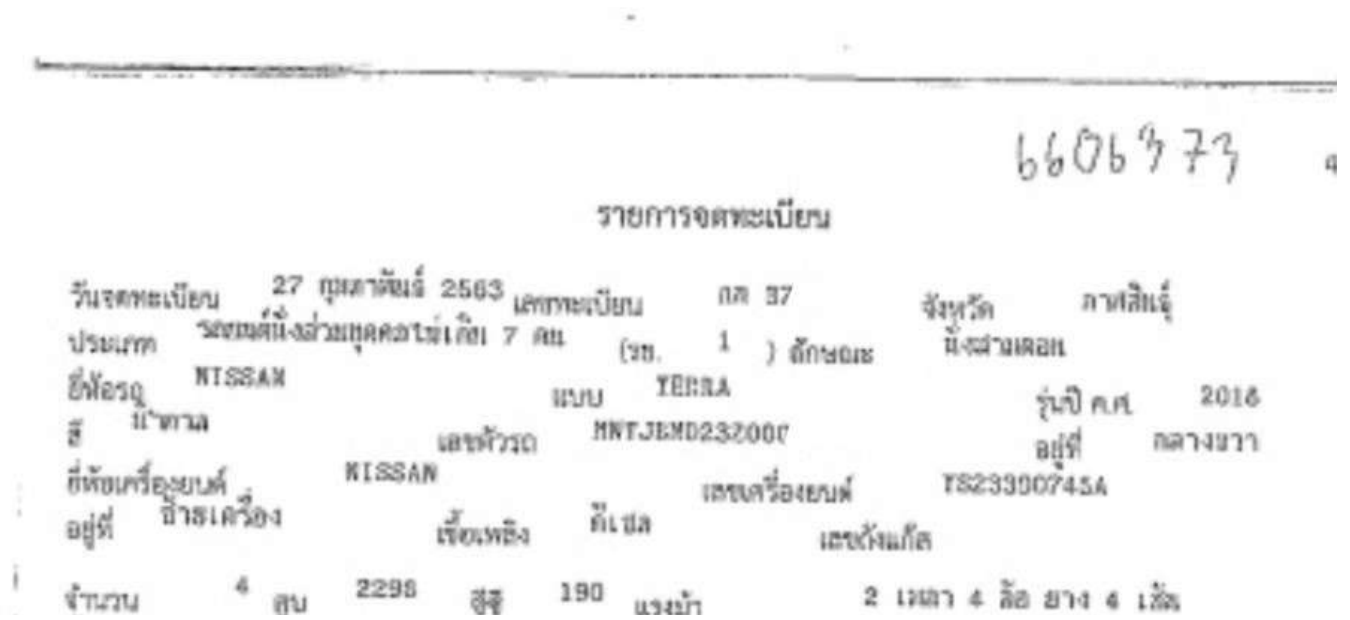 6606373
รายการจดทะเบียน
วันจดทะเบียน 27 กุมภาพันธ์ 2563 เลขทะเบียน 37 จังหวัด กาฬสินธุ์
ประเภท รถยนต์นั่งส่วนบุคคลไม่เกิน 7 คน (รย. 1 ) ลักษณะ นั่งสามตอน
ยี่ห้อรถ NISSAN แบบ TERRA รุ่นปี ค.ศ.
สี น้ำตาล เลขตัวรถ อยู่ที่ กลางขวา
ยี่ห้อเครื่องยนต์ NISSAN เลขเครื่องยนต์
อยู่ที่ เครื่อง เชื้อเพลิง ดีเซล เลขถังแก๊ส
จำนวน 4 สูบ 2298 ซีซี 190 แรงม้า 2 เพลา 4 ล้อ ยาง 4 เส้น